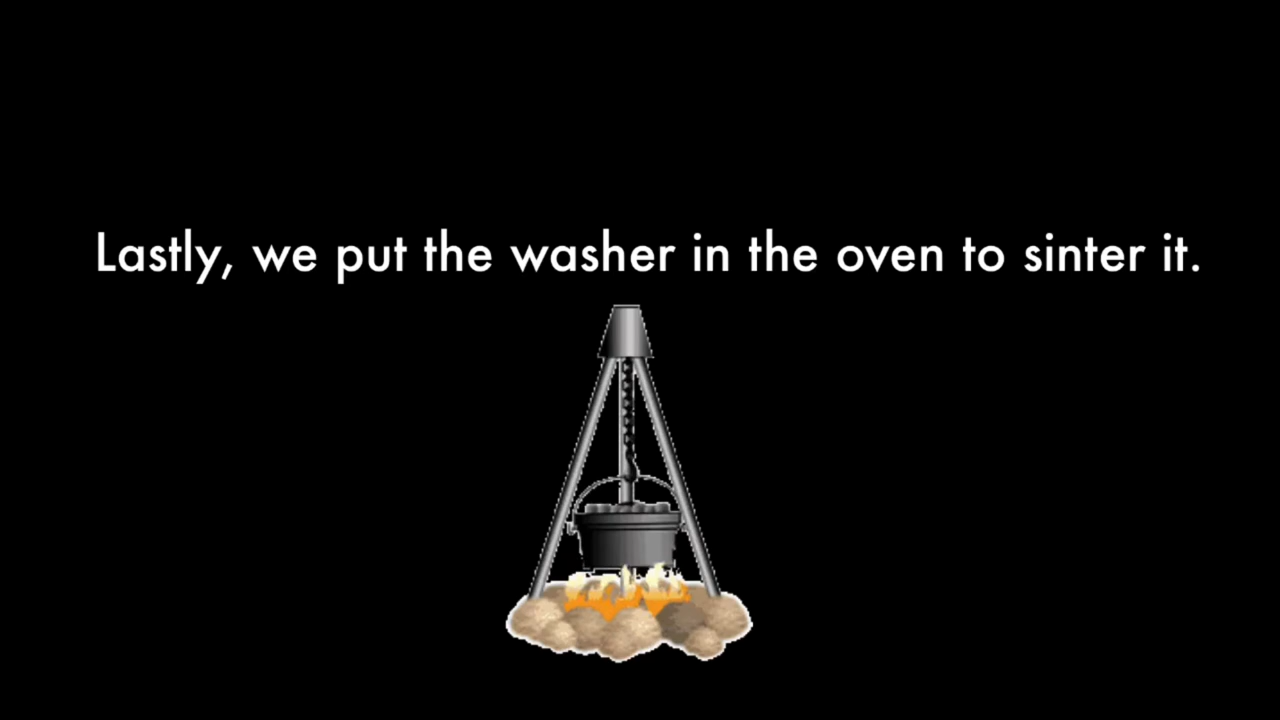 Lastly, we put the washer in the oven to sinter it.